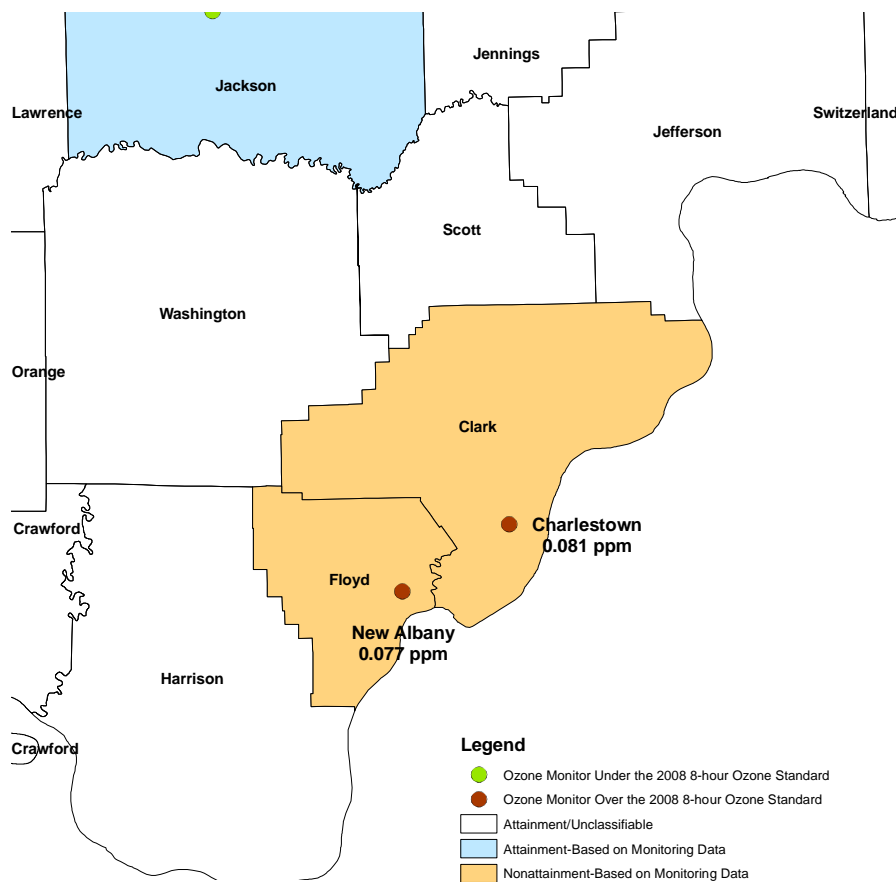 Jennings
Jackson
Lawrence
Switzerland
Jefferson
Scott
Washington
Orange
Clark
Crawford
Charlestown
0.081 ppm
Floyd
New Albany
0.077 ppm
Harrison
Crawford
Legend
Ozone Monitor Under the 2008 8-hour Ozone Standard
Ozone Monitor Over the 2008 8-hour Ozone Standard
Attainment/Unclassifiable
Attainment-Based on Monitoring Data
Nonattainment-Based on Monitoring Data